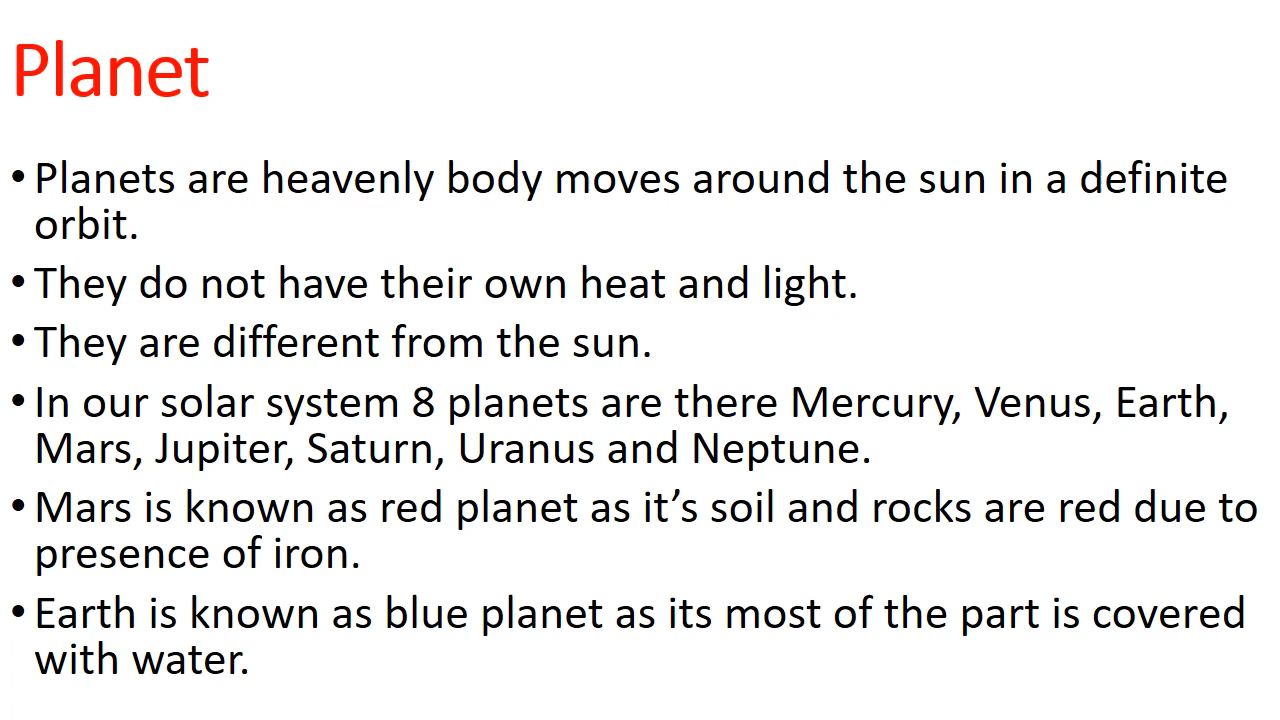 Planet
• Planets are heavenly body moves around the sun in a definite
orbit.
• They do not have their own heat and light.
• They are different from the sun.
• In our solar system 8 planets are there Mercury, Venus, Earth,
Mars, Jupiter, Saturn, Uranus and Neptune.
• Mars is known as red planet as it’s soil and rocks are red due to
presence of iron.
• Earth is known as blue planet as its most of the part is covered
with water.